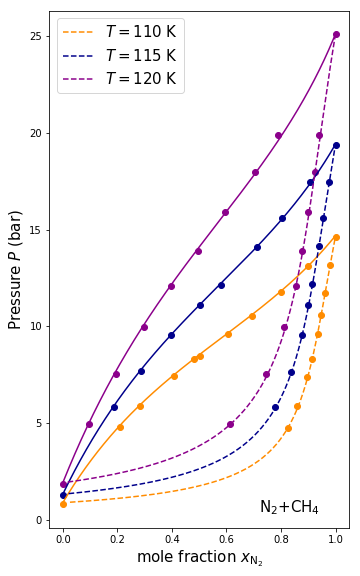 T = 110 K
T = 115 K
T = 120 K
25
20
15
10
5
0
Pressure P (bar)
N₂+CH₄
0.0 0.2 0.4 0.6 0.8 1.0
mole fraction x_N₂